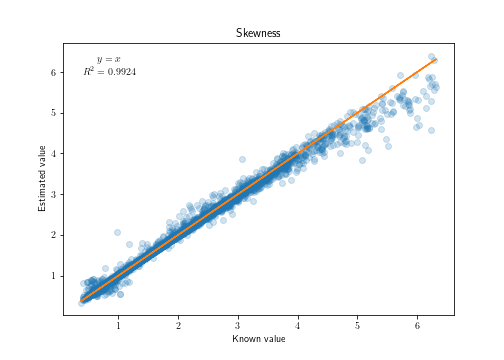 Skewness
y = x
R² = 0.9924
6
5
4
3
2
1
Estimated value
1 2 3 4 5 6
Known value